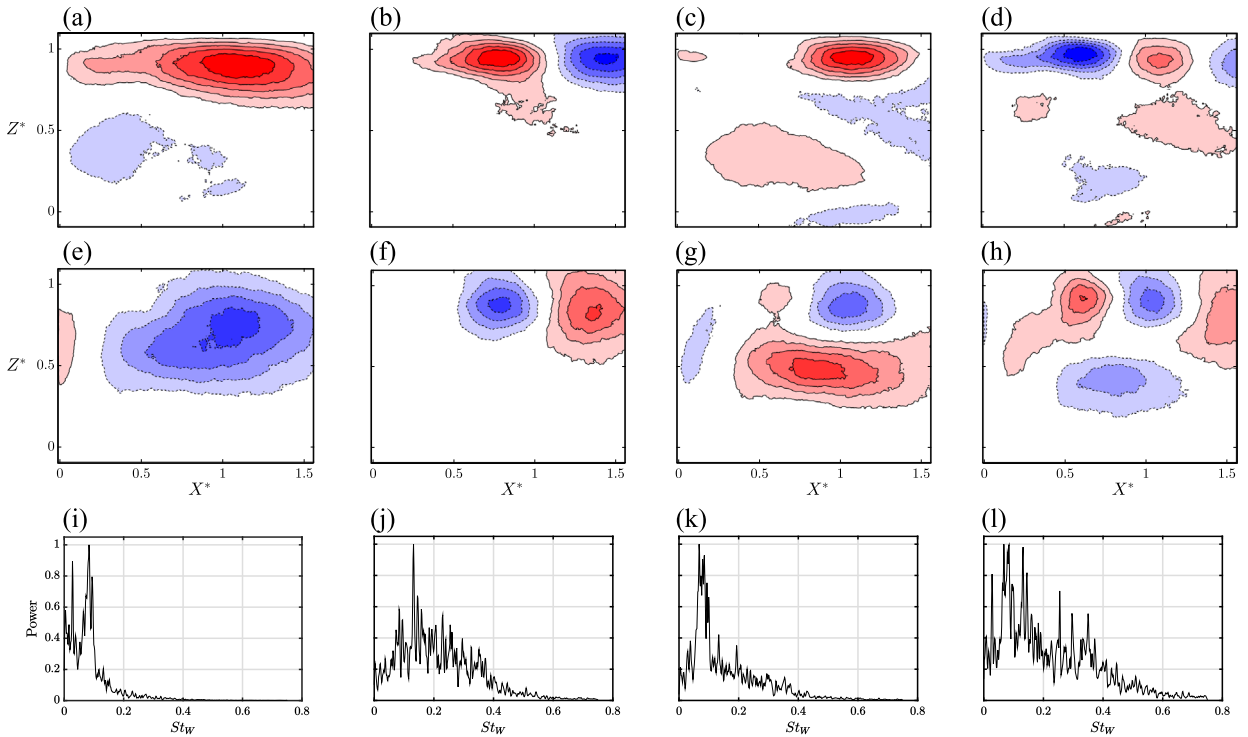 (a) (b) (c) (d)
Z* 1 0.5 0
(e) (f) (g) (h)
Z* 1 0.5 0
0 0.5 1 1.5 0 0.5 1 1.5 0 0.5 1 1.5 0 0.5 1 1.5
X* X* X* X*
(i) (j) (k) (l)
Power 1 0.8 0.6 0.4 0.2 0
0 0.2 0.4 0.6 0.8 0 0.2 0.4 0.6 0.8 0 0.2 0.4 0.6 0.8 0 0.2 0.4 0.6 0.8
St_W St_W St_W St_W